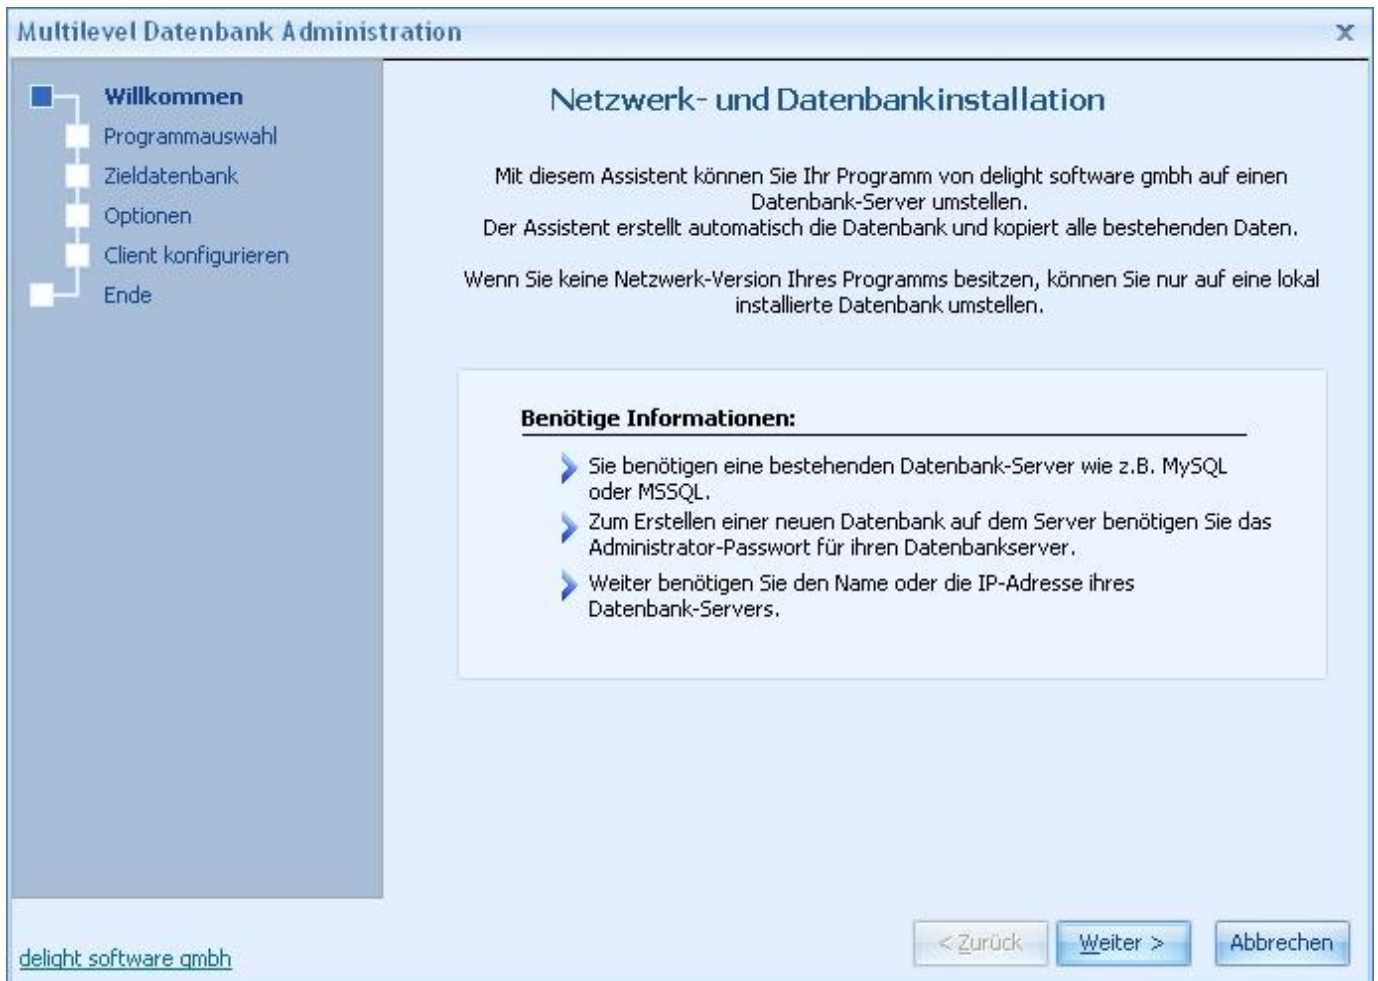 Multilevel Datenbank Administration
x
Willkommen
Programmauswahl
Zieldatenbank
Optionen
Client konfigurieren
Ende
Netzwerk- und Datenbankinstallation
Mit diesem Assistent können Sie Ihr Programm von delight software gmbh auf einen
Datenbank-Server umstellen.
Der Assistent erstellt automatisch die Datenbank und kopiert alle bestehenden Daten.
Wenn Sie keine Netzwerk-Version Ihres Programms besitzen, können Sie nur auf eine lokal
installierte Datenbank umstellen.
Benötige Informationen:
Sie benötigen eine bestehenden Datenbank-Server wie z.B. MySQL
oder MSSQL.
Zum Erstellen einer neuen Datenbank auf dem Server benötigen Sie das
Administrator-Passwort für ihren Datenbankserver.
Weiter benötigen Sie den Name oder die IP-Adresse ihres
Datenbank-Servers.
delight software gmbh
< Zurück
Weiter >
Abbrechen